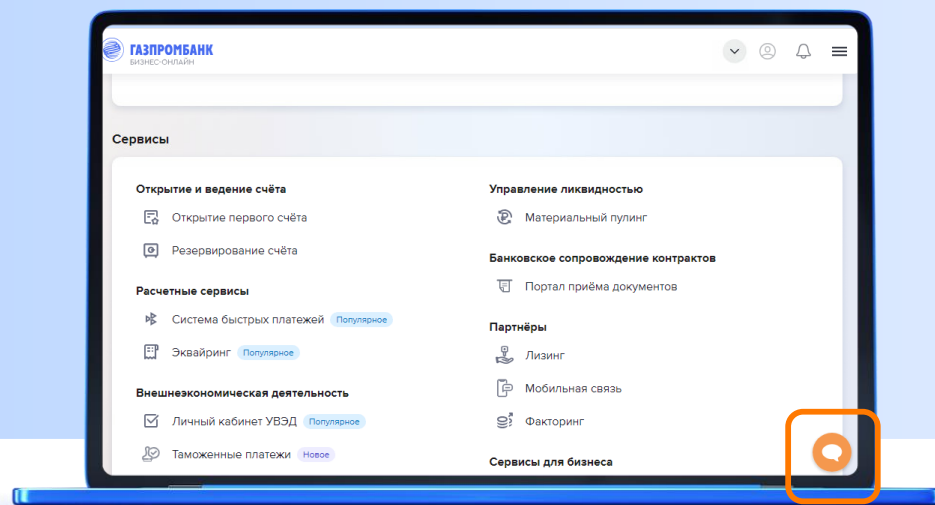 ГАЗПРОМБАНК
БИЗНЕС-ОНЛАЙН
Сервисы
Открытие и ведение счёта
Открытие первого счёта
Резервирование счёта
Расчетные сервисы
Система быстрых платежей Популярное
Эквайринг Популярное
Внешнеэкономическая деятельность
Личный кабинет УВЭД Популярное
Таможенные платежи Новое
Управление ликвидностью
Материальный пулинг
Банковское сопровождение контрактов
Портал приёма документов
Партнёры
Лизинг
Мобильная связь
Факторинг
Сервисы для бизнеса